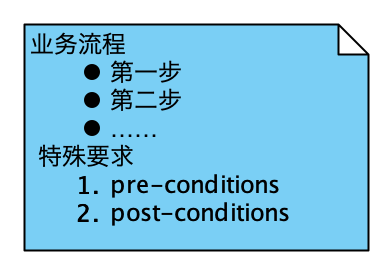 业务流程
● 第一步
● 第二步
● ……
特殊要求
1. pre-conditions
2. post-conditions